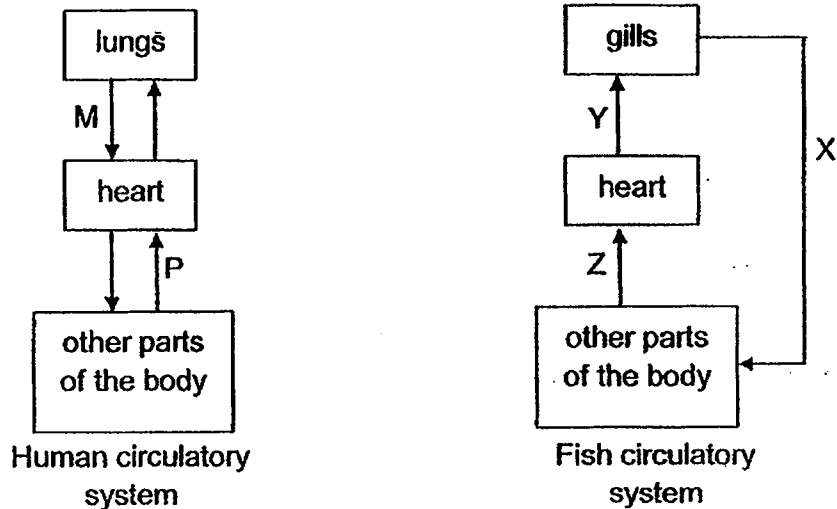 lungs
M
heart
P
other parts
of the body
Human circulatory
system
gills
Y
X
heart
Z
other parts
of the body
Fish circulatory
system